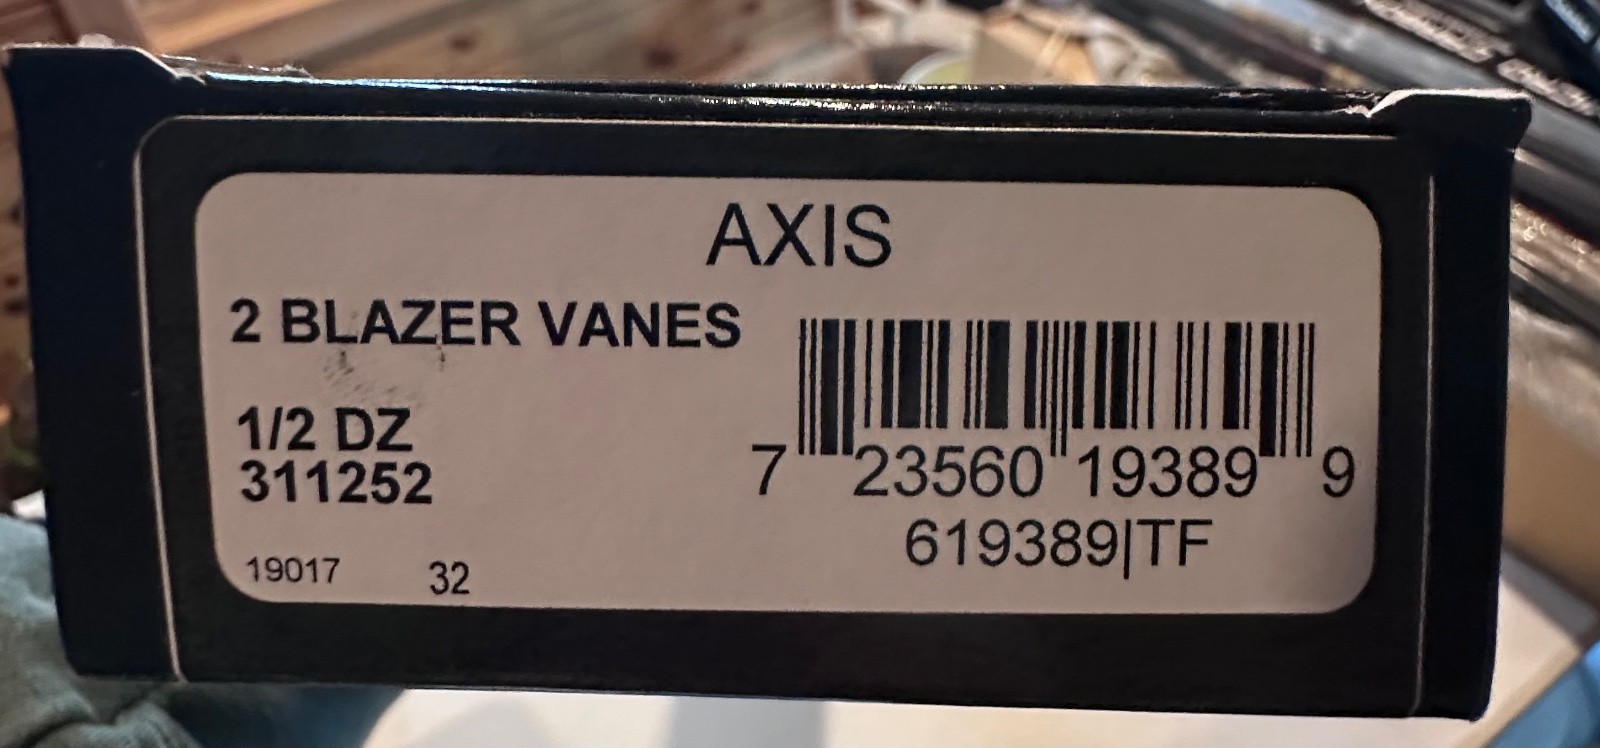 AXIS
2 BLAZER VANES
1/2 DZ
311252
7 23560 19389 9
619389|TF
19017 32